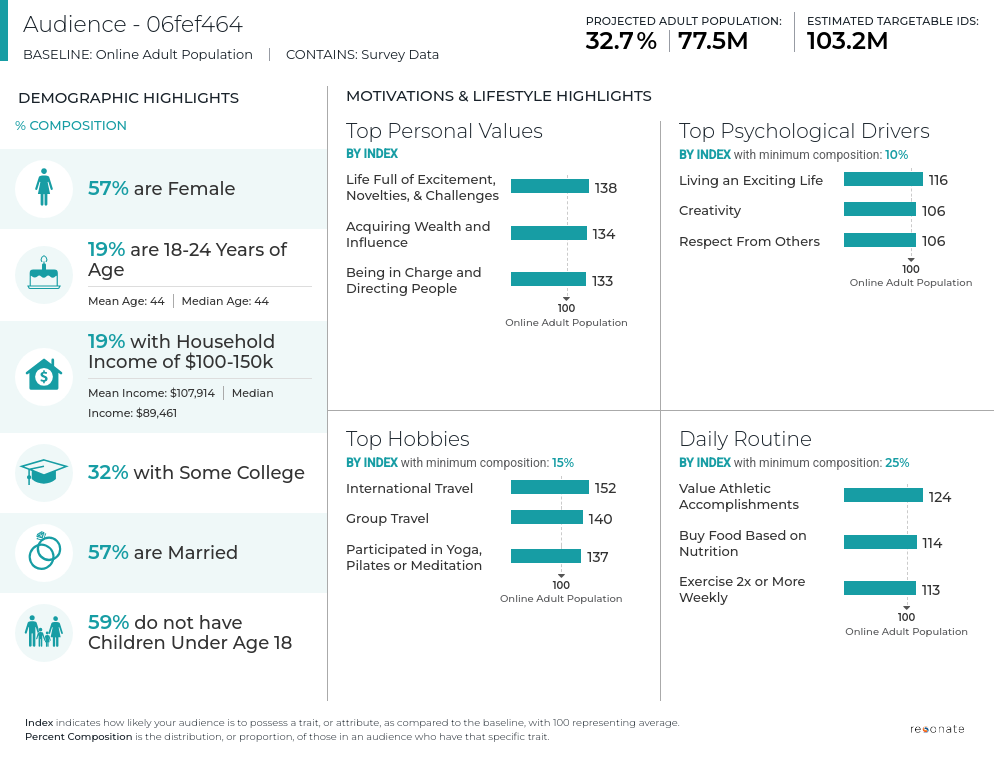 Audience - 06fef464
BASELINE: Online Adult Population | CONTAINS: Survey Data
PROJECTED ADULT POPULATION:
32.7% | 77.5M
ESTIMATED TARGETABLE IDS:
103.2M
DEMOGRAPHIC HIGHLIGHTS
% COMPOSITION
57% are Female
19% are 18-24 Years of
Age
Mean Age: 44 | Median Age: 44
19% with Household
Income of $100-150k
Mean Income: $107,914 | Median
Income: $89,461
32% with Some College
57% are Married
59% do not have
Children Under Age 18
MOTIVATIONS & LIFESTYLE HIGHLIGHTS
Top Personal Values
BY INDEX
Life Full of Excitement,
Novelties, & Challenges
138
Acquiring Wealth and
Influence
134
Being in Charge and
Directing People
133
100
Online Adult Population
Top Psychological Drivers
BY INDEX with minimum composition: 10%
Living an Exciting Life 116
Creativity 106
Respect From Others 106
100
Online Adult Population
Top Hobbies
BY INDEX with minimum composition: 15%
International Travel 152
Group Travel 140
Participated in Yoga,
Pilates or Meditation
137
100
Online Adult Population
Daily Routine
BY INDEX with minimum composition: 25%
Value Athletic
Accomplishments
124
Buy Food Based on
Nutrition
114
Exercise 2x or More
Weekly
113
100
Online Adult Population
Index indicates how likely your audience is to possess a trait, or attribute, as compared to the baseline, with 100 representing average.
Percent Composition is the distribution, or proportion, of those in an audience who have that specific trait.
resonate